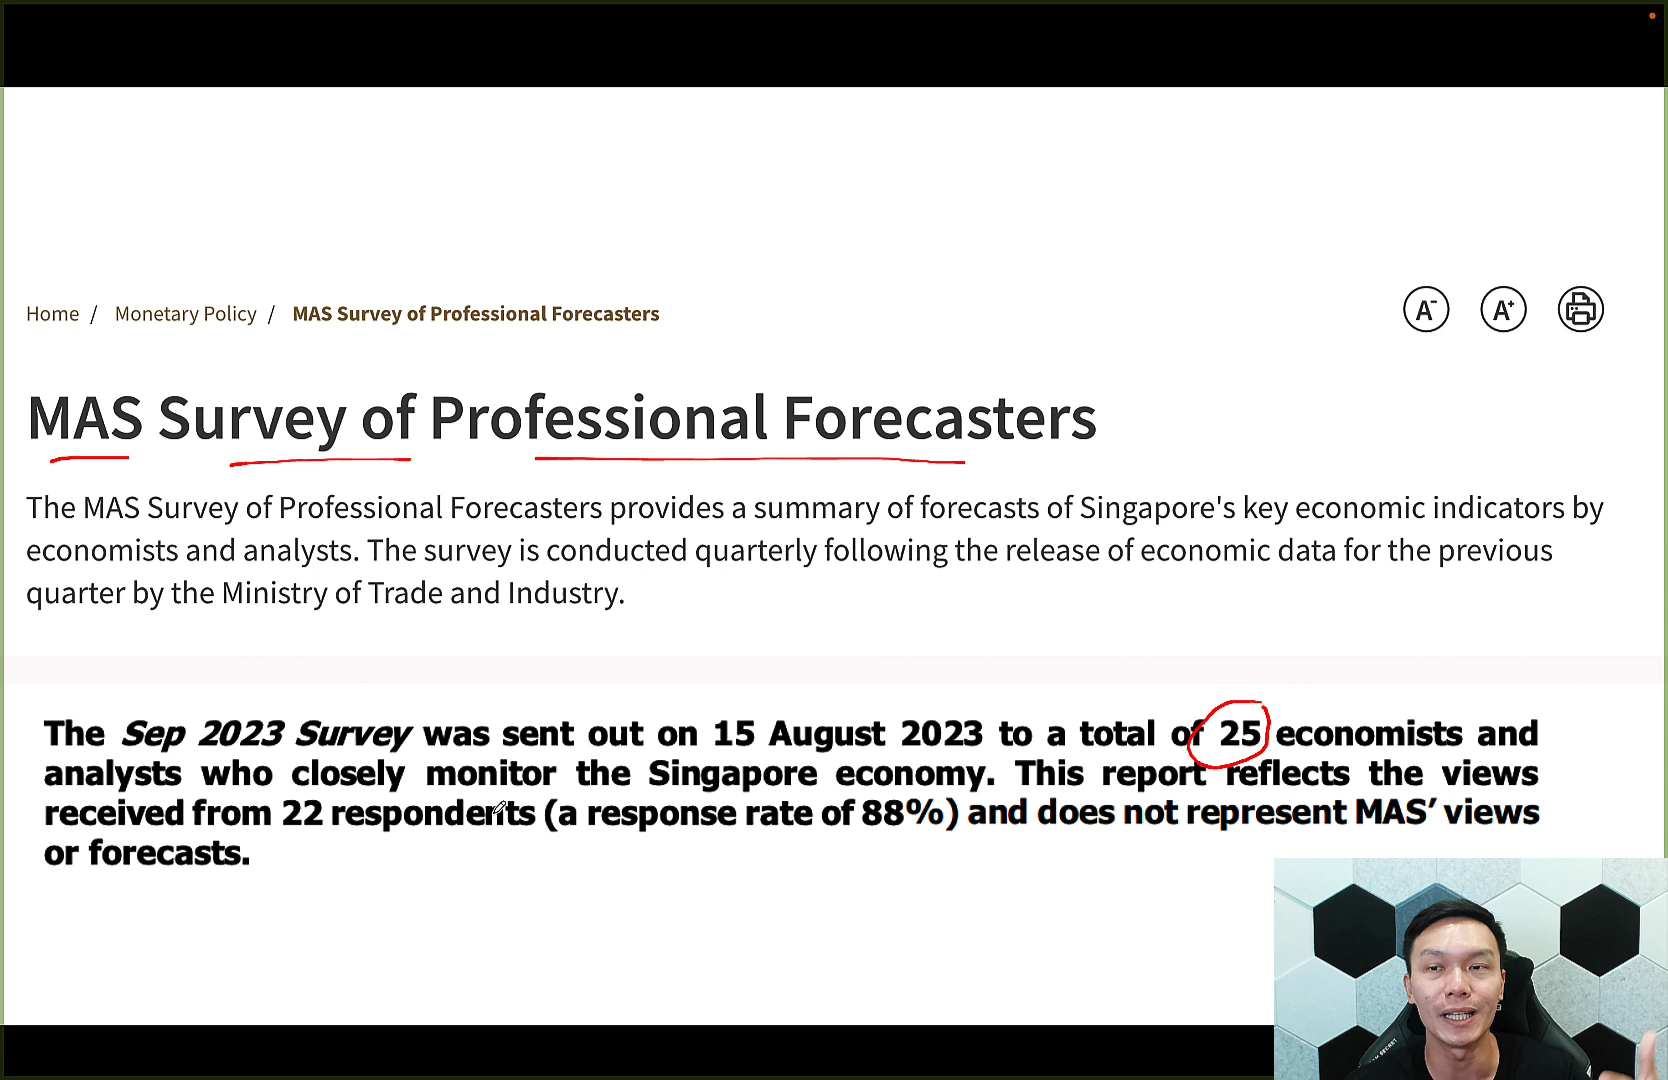 Home / Monetary Policy / MAS Survey of Professional Forecasters
A-
A+
MAS Survey of Professional Forecasters
The MAS Survey of Professional Forecasters provides a summary of forecasts of Singapore's key economic indicators by
economists and analysts. The survey is conducted quarterly following the release of economic data for the previous
quarter by the Ministry of Trade and Industry.
The Sep 2023 Survey was sent out on 15 August 2023 to a total of 25 economists and
analysts who closely monitor the Singapore economy. This report reflects the views
received from 22 respondents (a response rate of 88%) and does not represent MAS’ views
or forecasts.